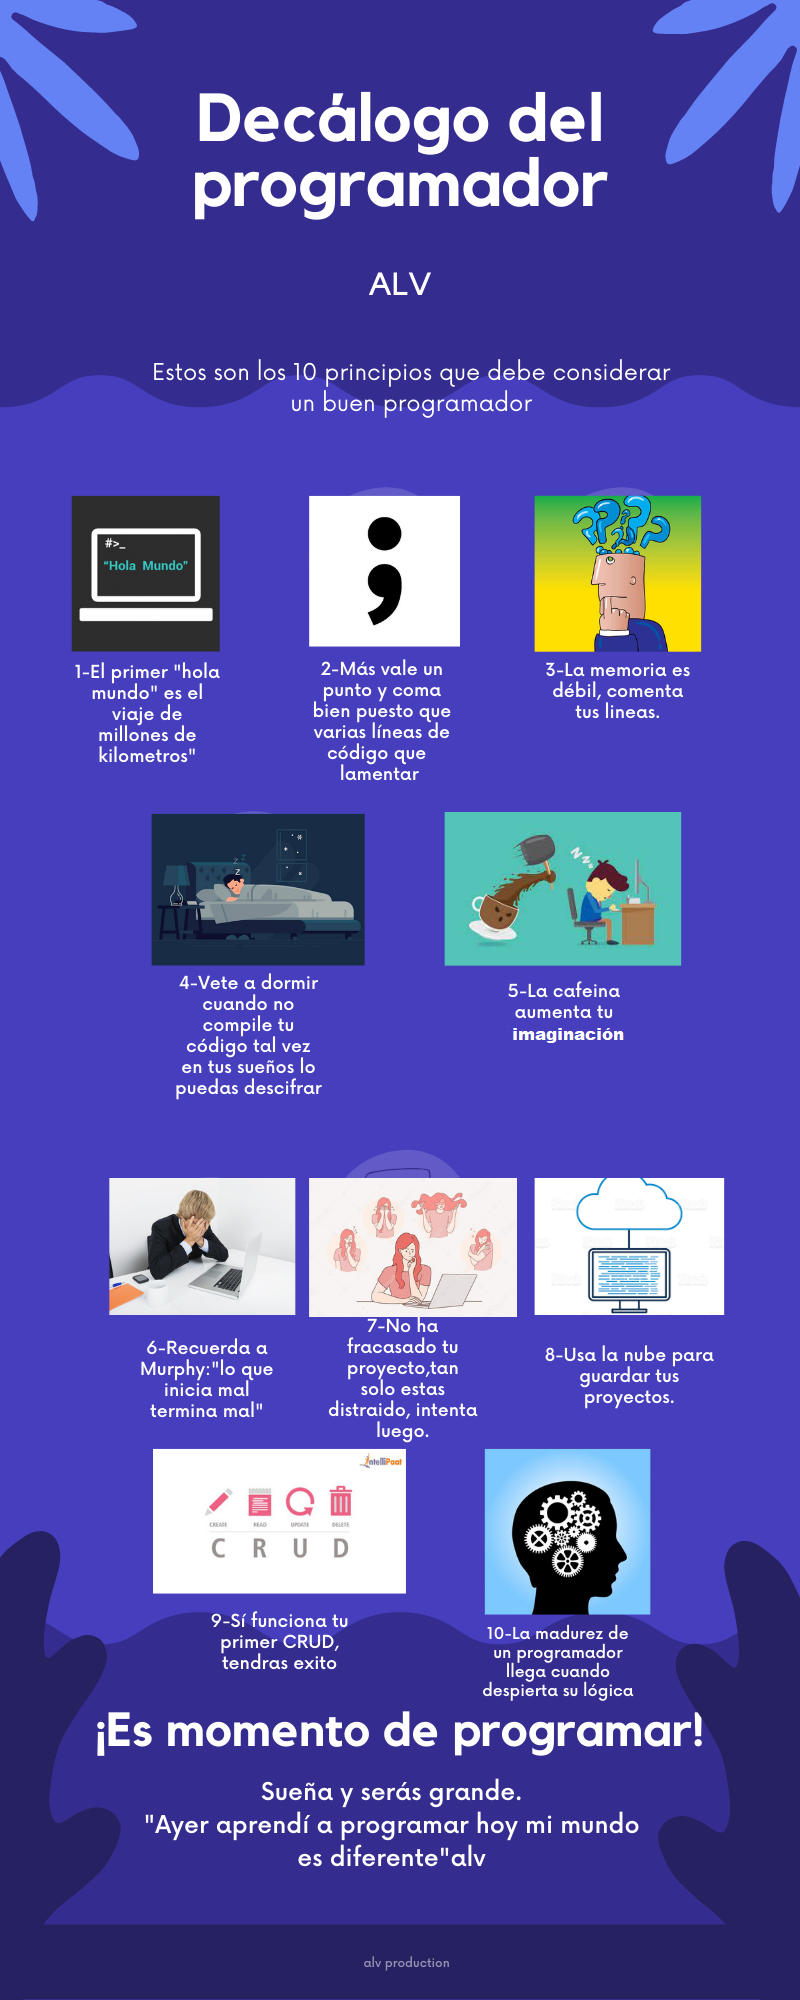 Decálogo del
programador
ALV
Estos son los 10 principios que debe considerar
un buen programador
#>_
“Hola Mundo”
1-El primer "hola
mundo" es el
viaje de
millones de
kilometros"
;
2-Más vale un
punto y coma
bien puesto que
varias líneas de
código que
lamentar
3-La memoria es
débil, comenta
tus lineas.
z z
z
4-Vete a dormir
cuando no
compile tu
código tal vez
en tus sueños lo
puedas descifrar
z z z
5-La cafeina
aumenta tu
imaginación
6-Recuerda a
Murphy:"lo que
inicia mal
termina mal"
7-No ha
fracasado tu
proyecto,tan
solo estas
distraido, intenta
luego.
8-Usa la nube para
guardar tus
proyectos.
IntelliPaat
CREATE READ UPDATE DELETE
C R U D
9-Sí funciona tu
primer CRUD,
tendras exito
10-La madurez de
un programador
llega cuando
despierta su lógica
¡Es momento de programar!
Sueña y serás grande.
"Ayer aprendí a programar hoy mi mundo
es diferente"alv
alv production